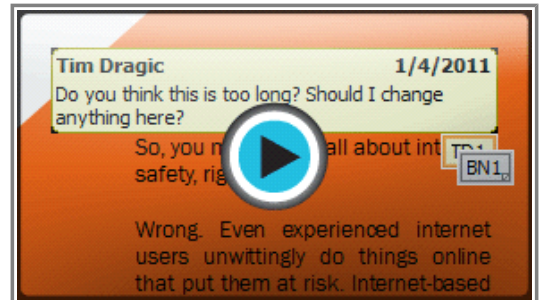 Tim Dragic 1/4/2011
Do you think this is too long? Should I change
anything here?
So, you all about
safety,
BN1
Wrong. Even experienced internet
users unwittingly do things online
that put them at risk. Internet-based